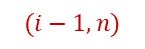 (i − 1, n)